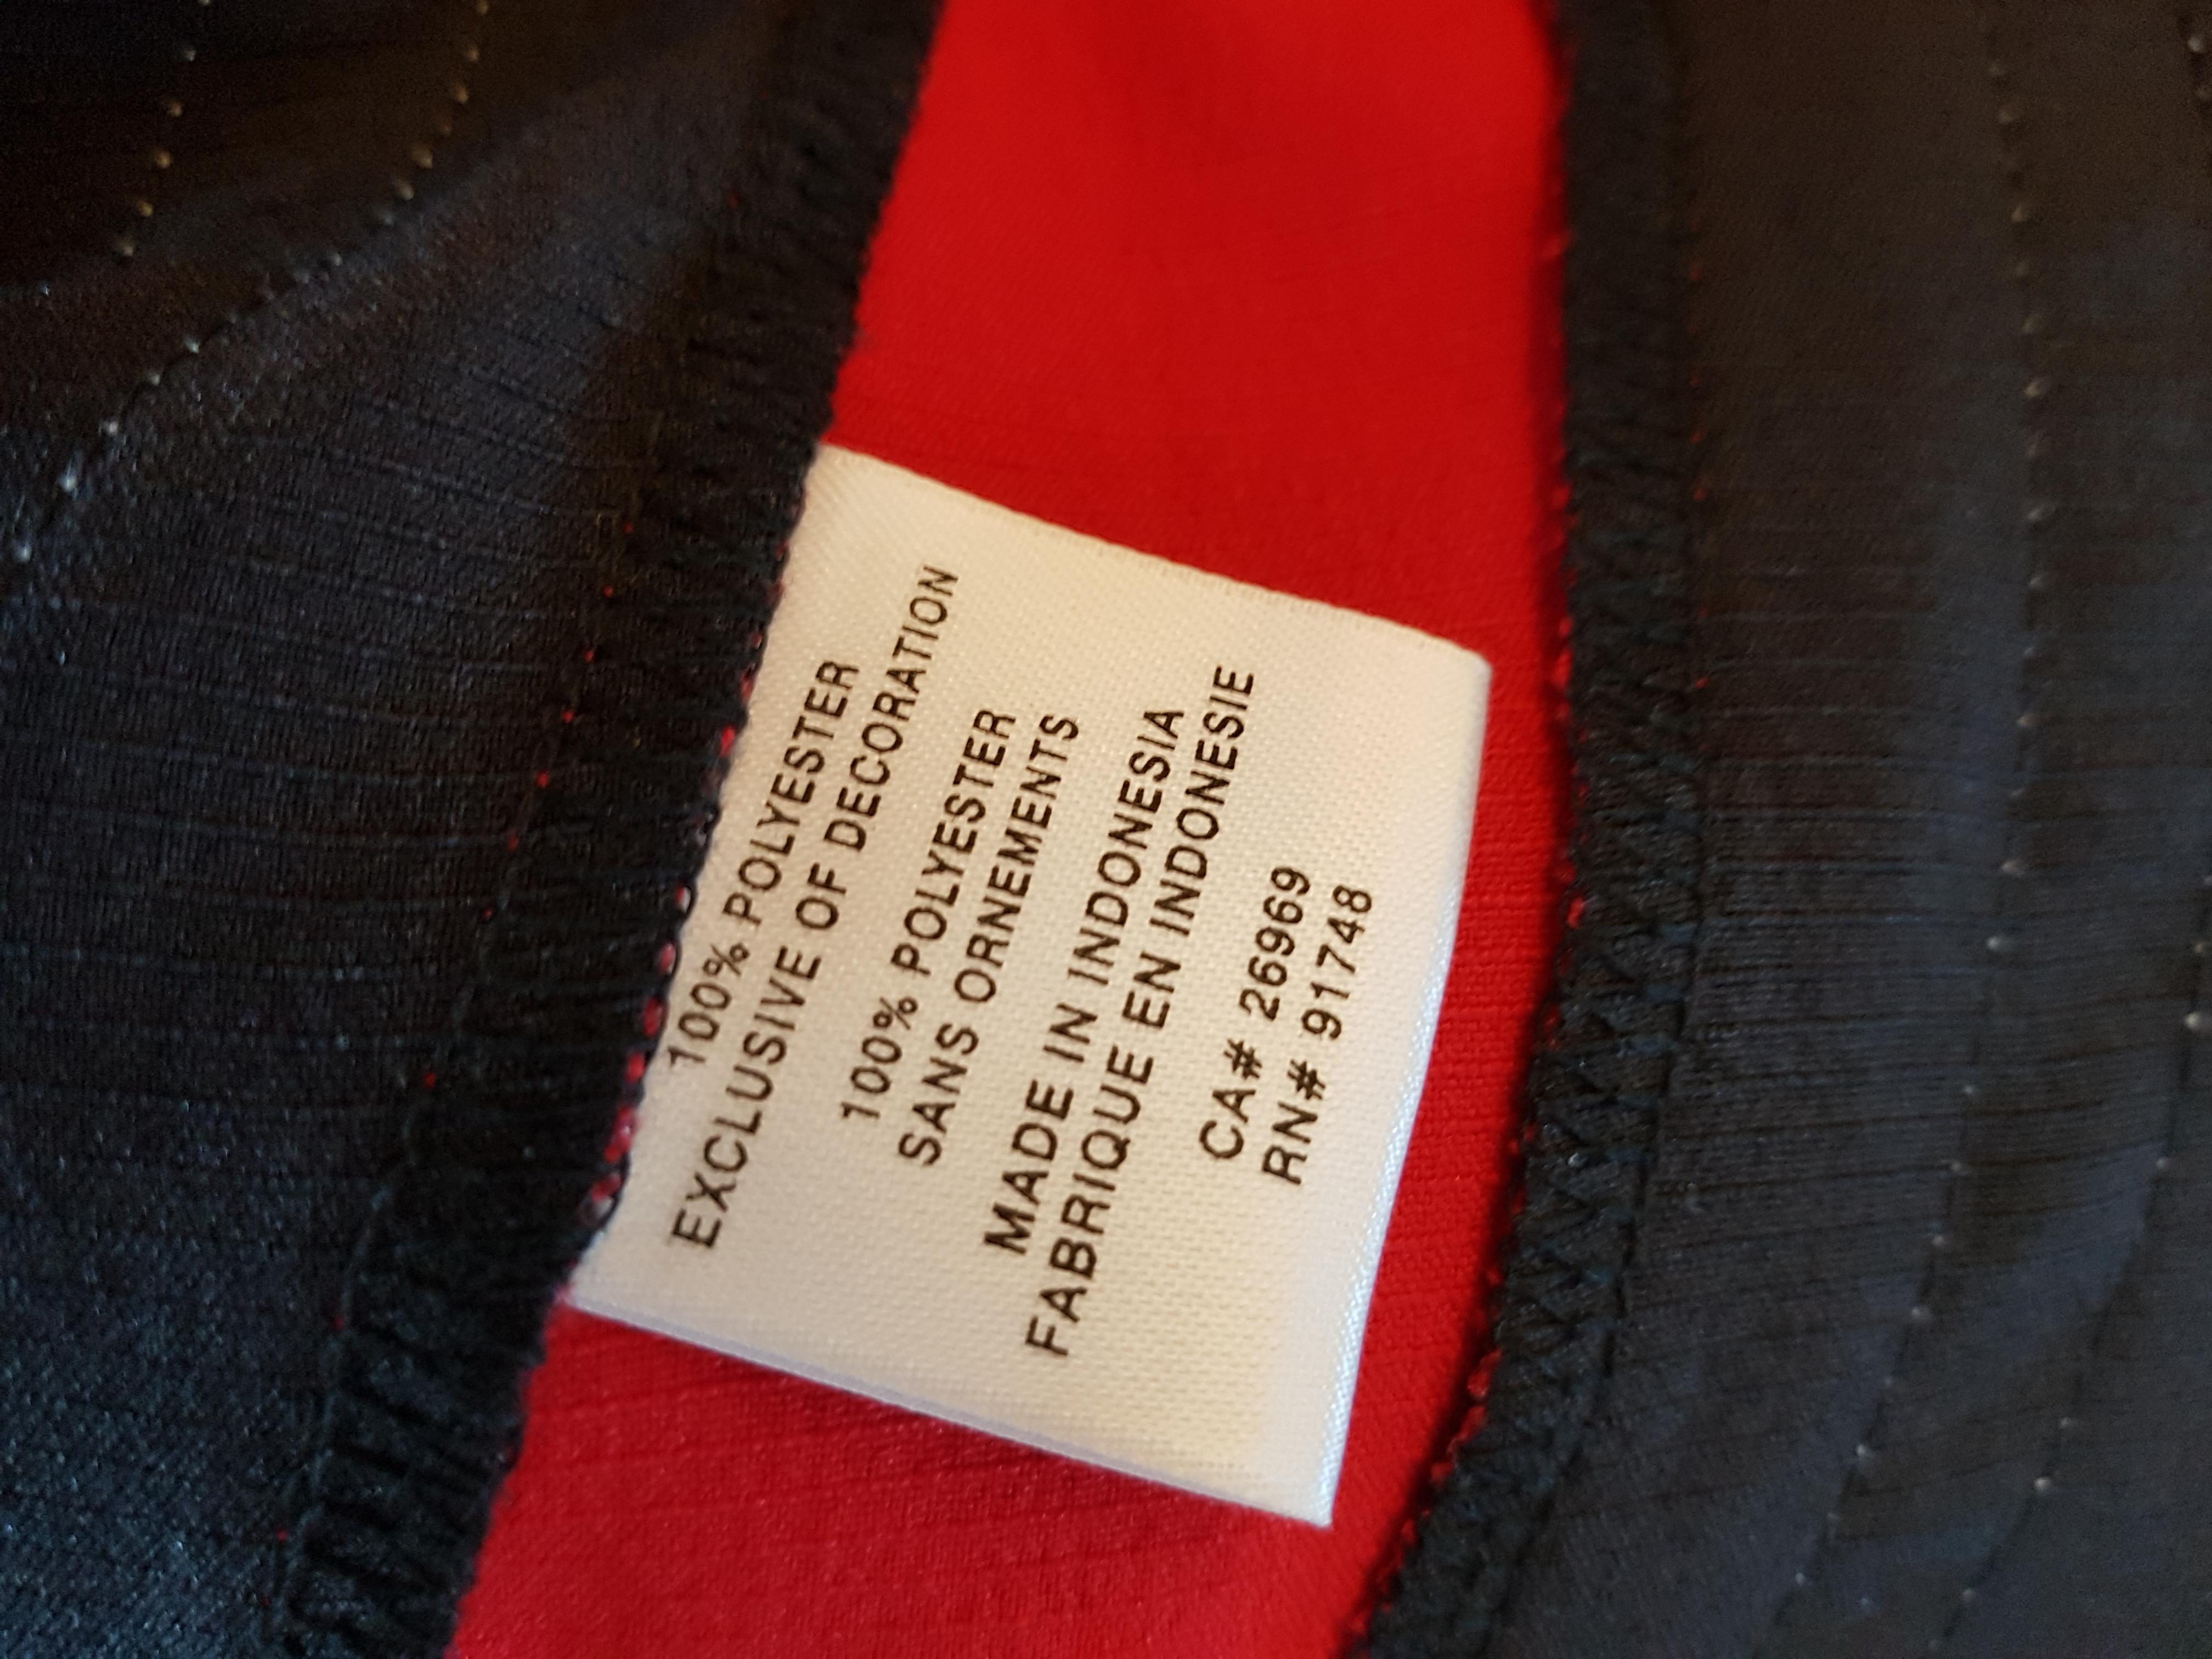 100% POLYESTER
EXCLUSIVE OF DECORATION
100% POLYESTER
SANS ORNEMENTS
MADE IN INDONESIA
FABRIQUE EN INDONESIE
CA# 26969
RN# 91748